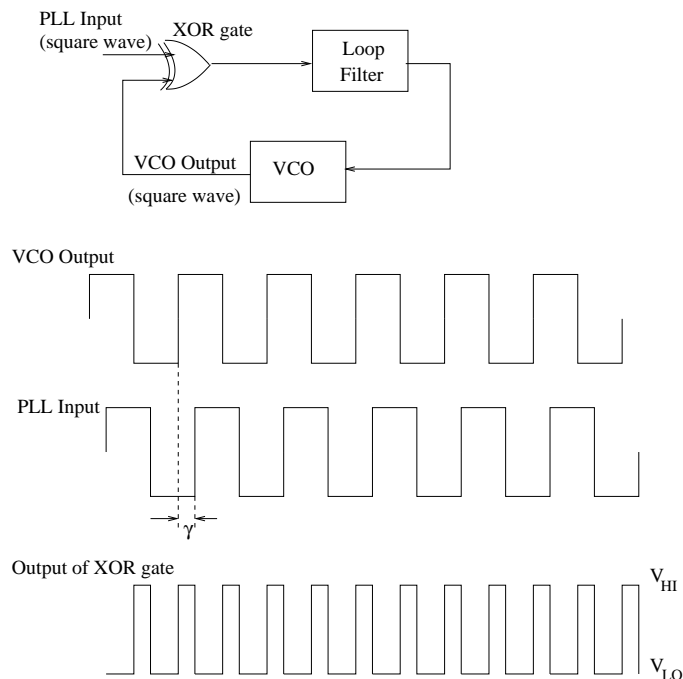 PLL Input
(square wave)
XOR gate
Loop
Filter
VCO Output
(square wave)
VCO
VCO Output
PLL Input
γ
Output of XOR gate
V_HI
V_LO